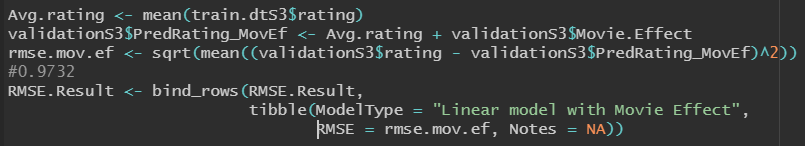 Avg.rating <- mean(train.dtS3$rating)
validationS3$PredRating_MovEf <- Avg.rating + validationS3$Movie.Effect
rmse.mov.ef <- sqrt(mean((validationS3$rating - validationS3$PredRating_MovEf)^2))
#0.9732
RMSE.Result <- bind_rows(RMSE.Result,
tibble(ModelType = "Linear model with Movie Effect",
RMSE = rmse.mov.ef, Notes = NA))